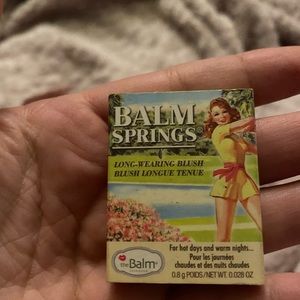 BALM
SPRINGS
LONG-WEARING BLUSH
BLUSH LONGUE TENUE
For hot days and warm nights...
Pour les journées
chaudes et des nuits chaudes
theBalm
0.8 g POIDS/NET WT. 0.028 OZ